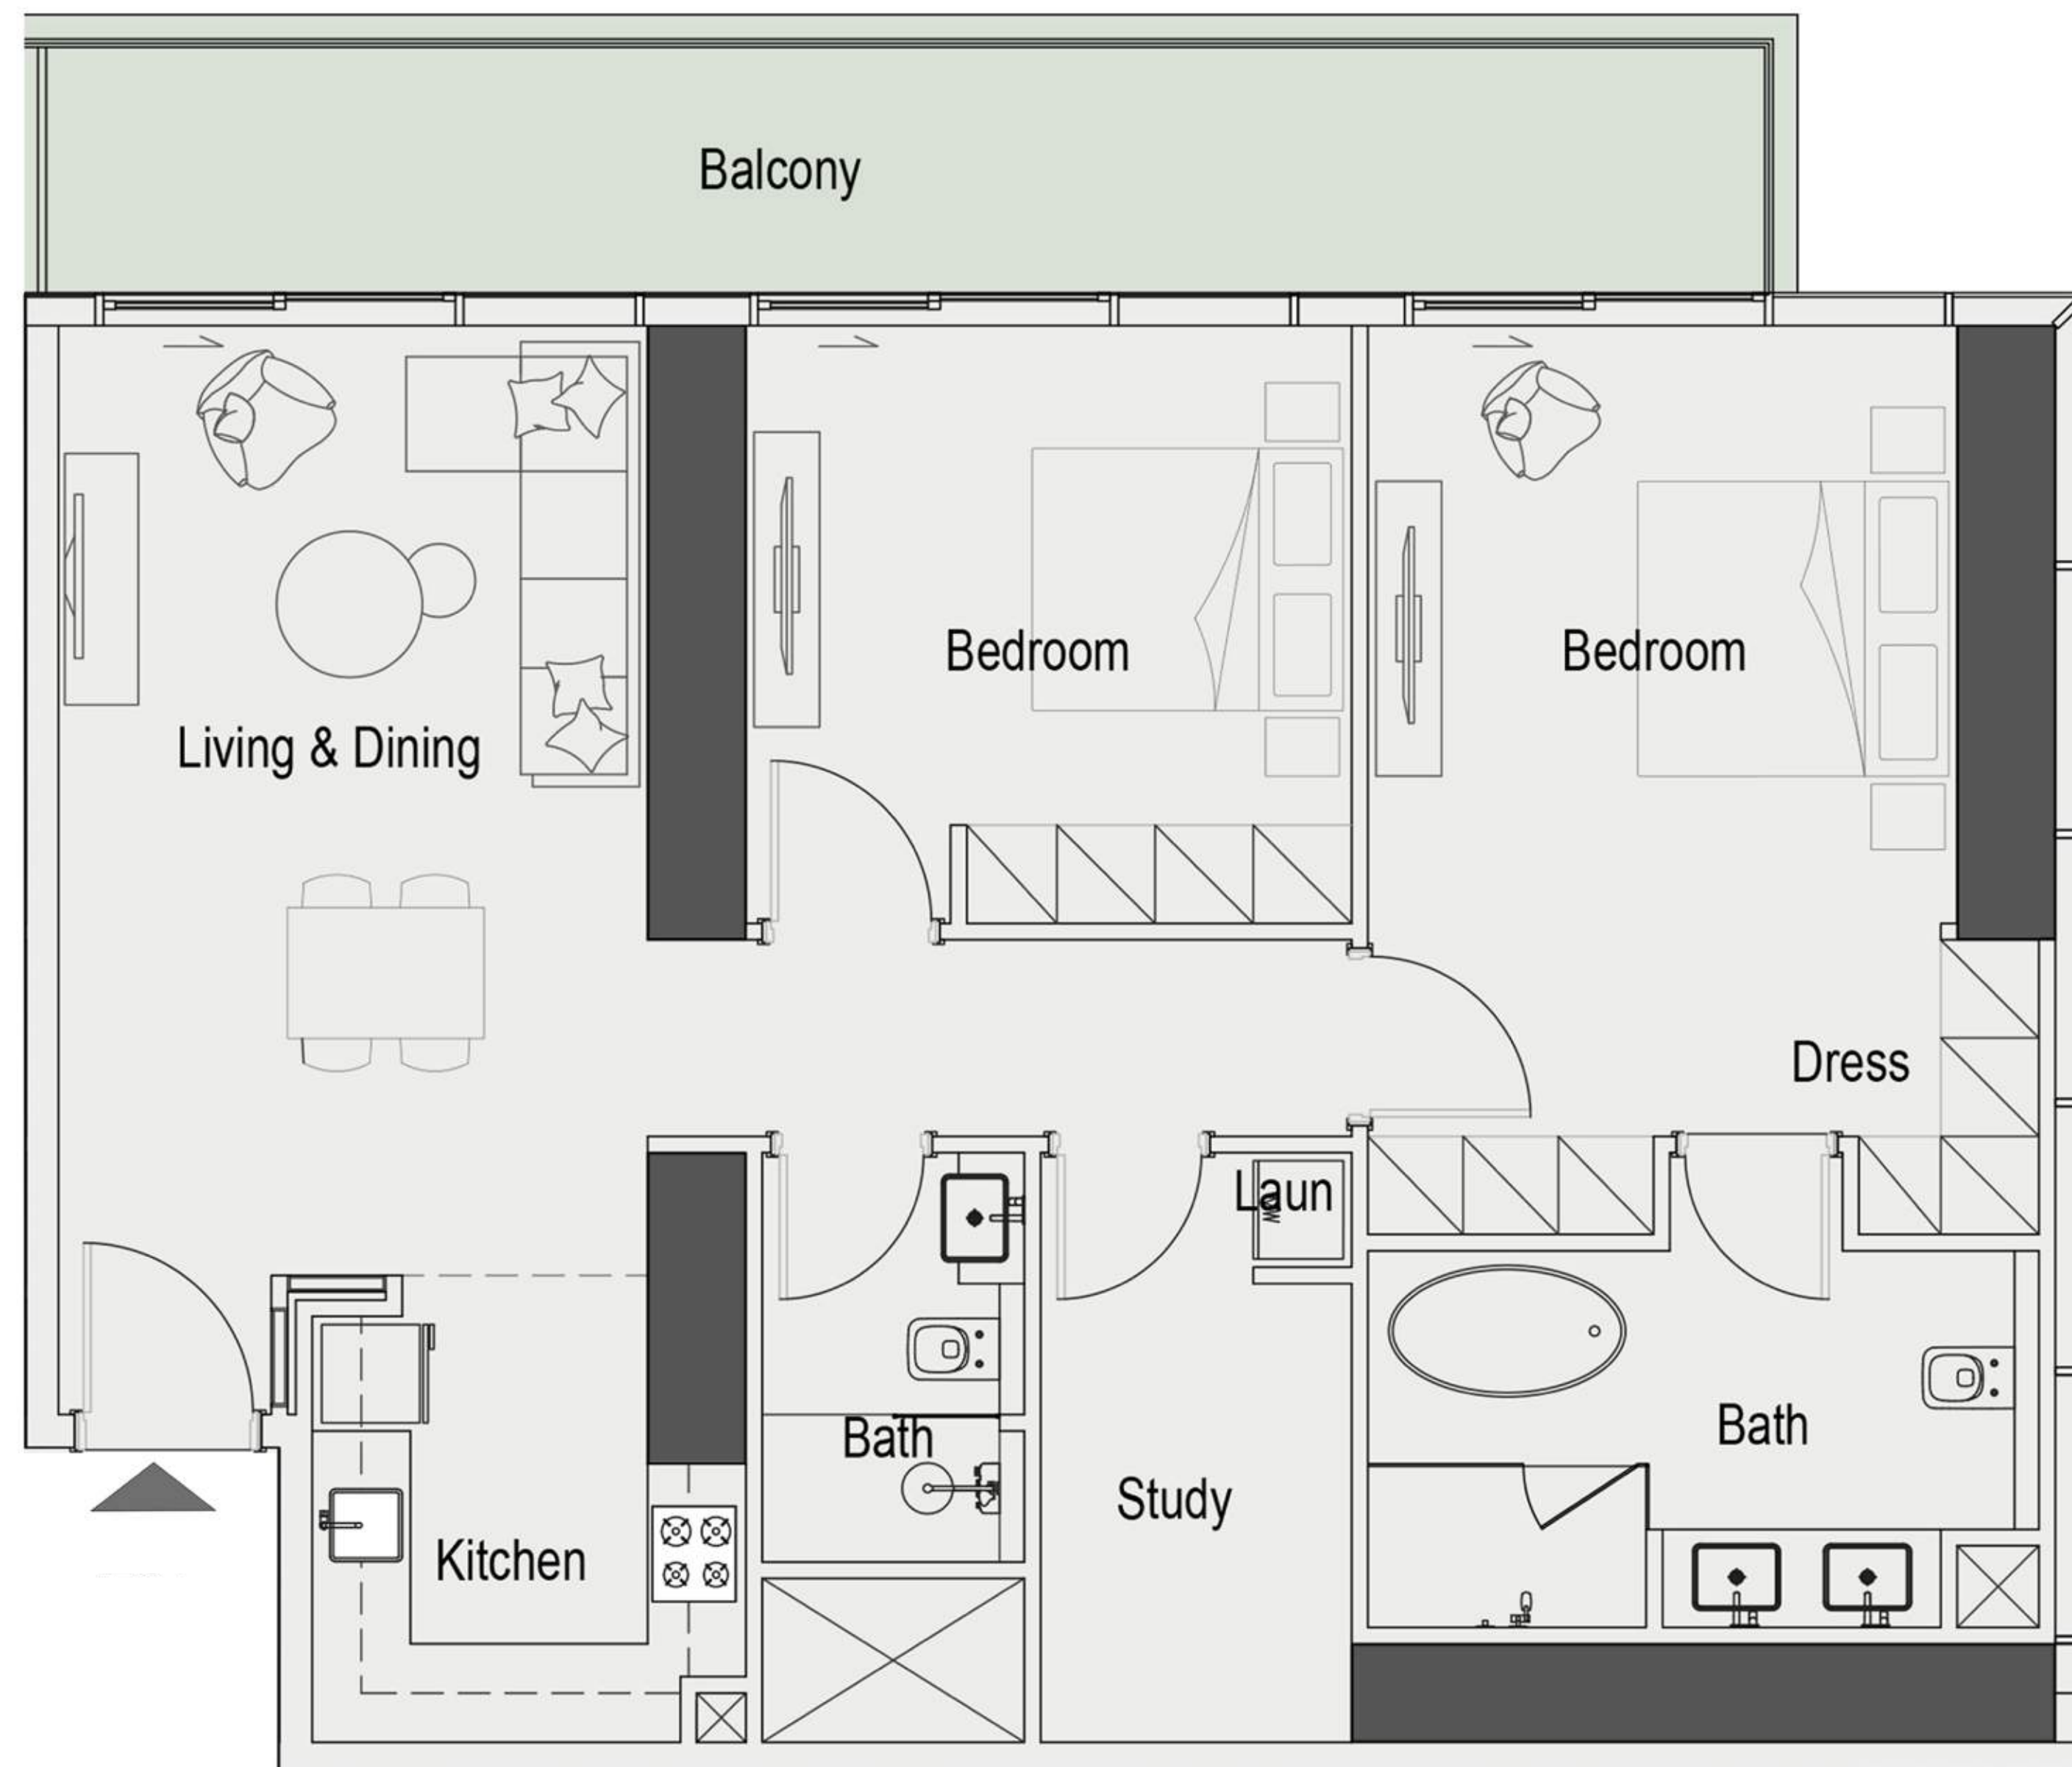 Balcony
Bedroom
Bedroom
Living & Dining
Dress
Laun
Bath
Bath
Study
Kitchen